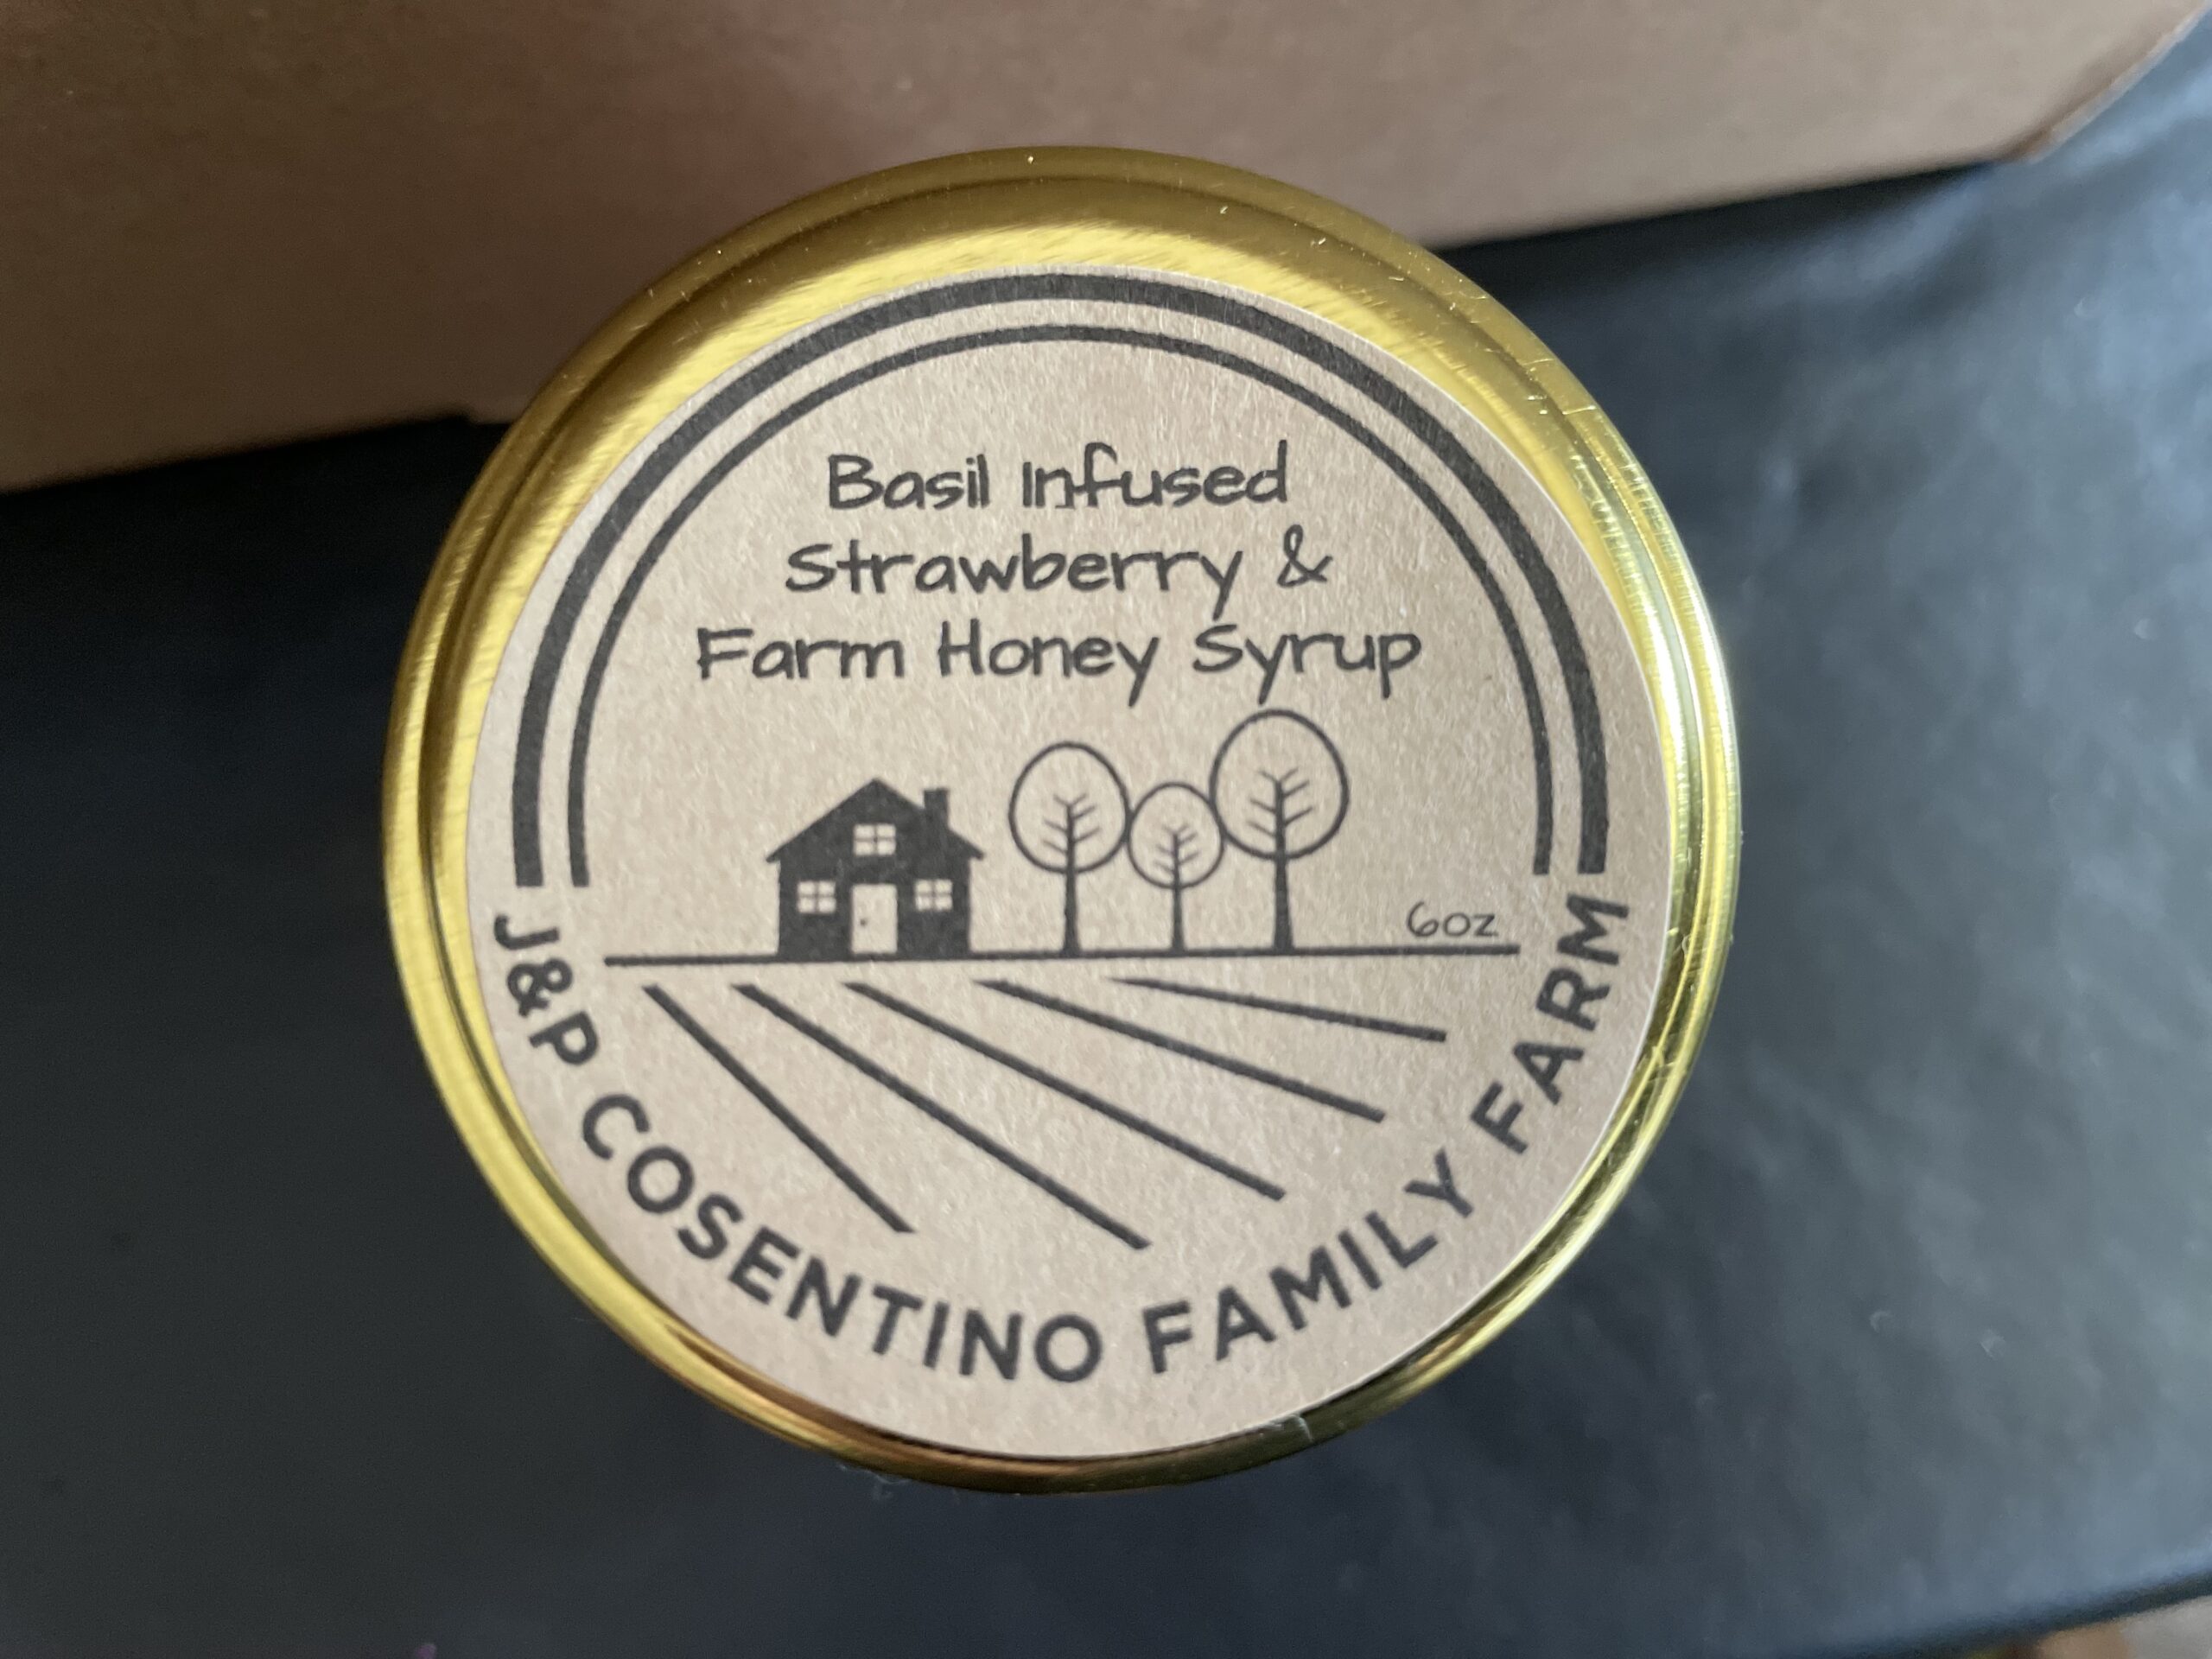 Basil Infused
Strawberry &
Farm Honey Syrup
6oz
J&P COSENTINO FAMILY FARM